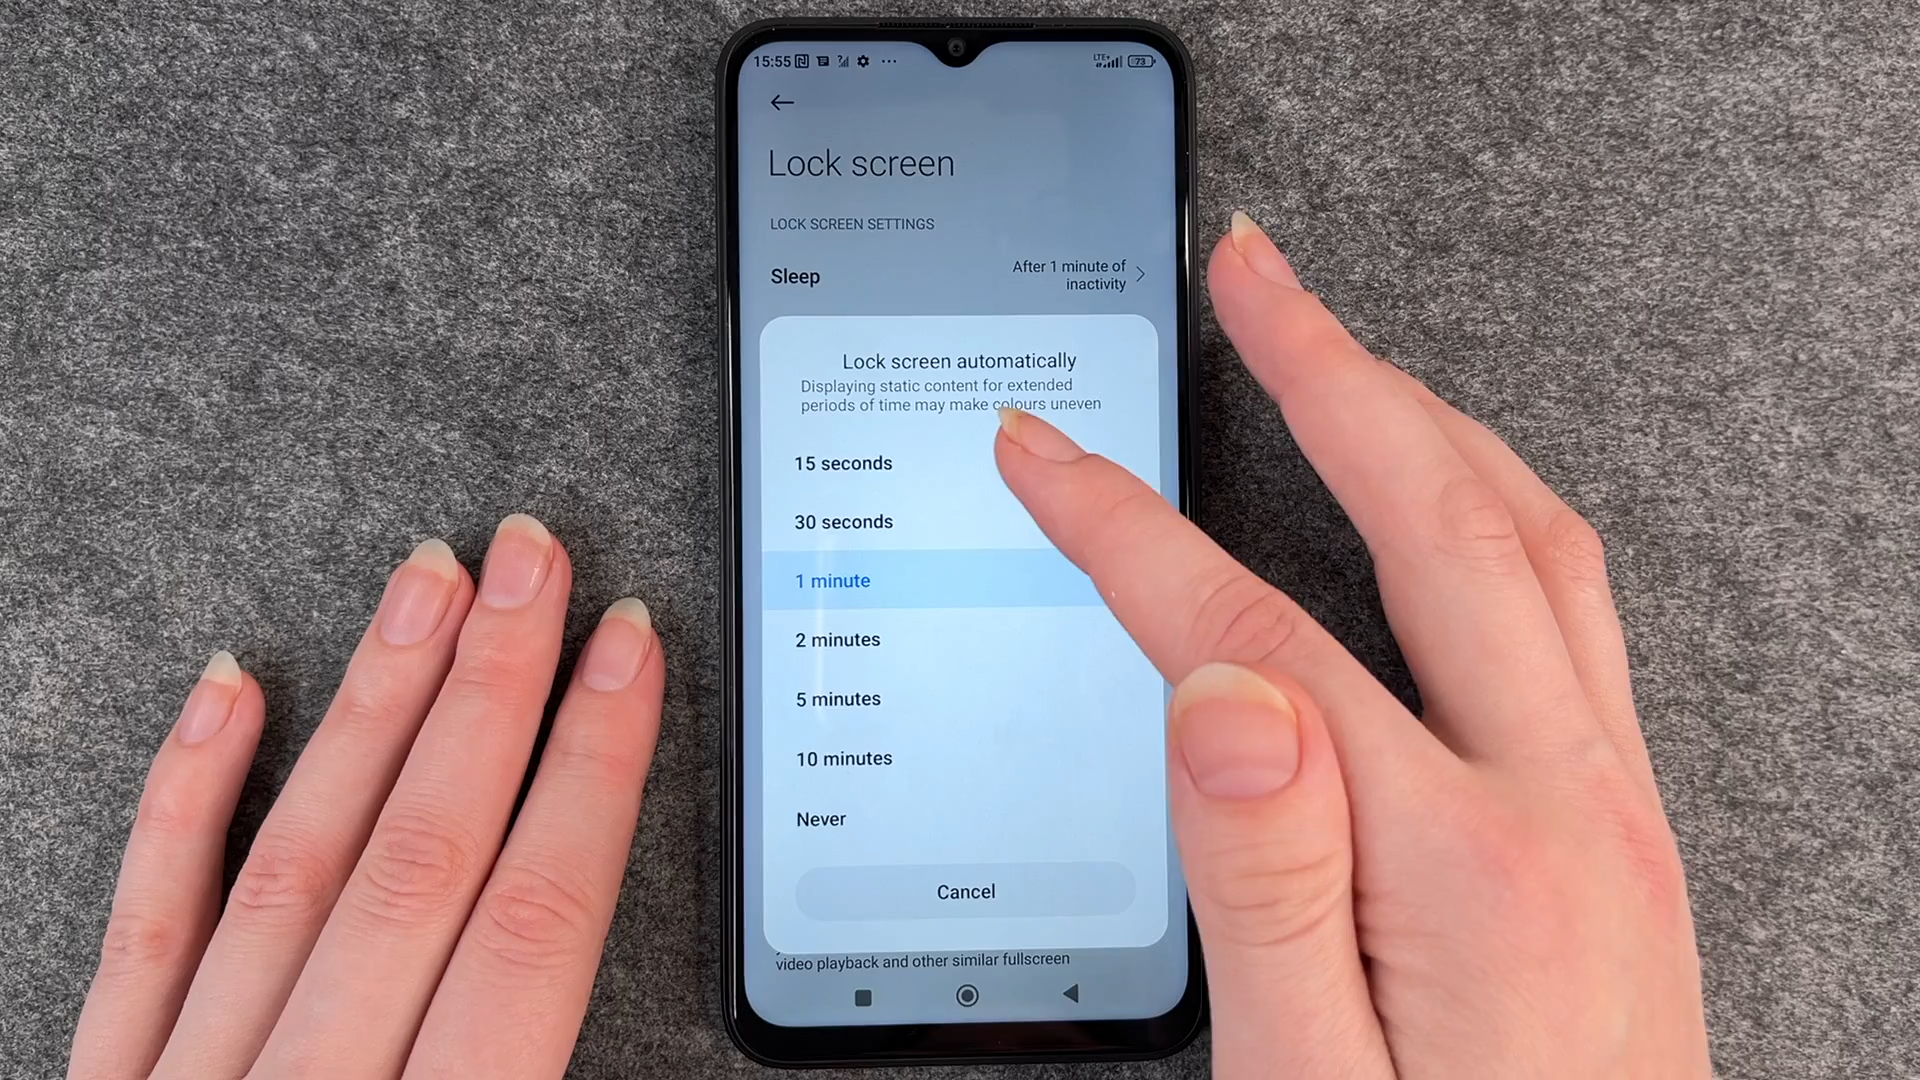 15:55
LTE+
73
Lock screen
LOCK SCREEN SETTINGS
Sleep
After 1 minute of
inactivity
Lock screen automatically
Displaying static content for extended
periods of time may make colours uneven
15 seconds
30 seconds
1 minute
2 minutes
5 minutes
10 minutes
Never
Cancel
video playback and other similar fullscreen